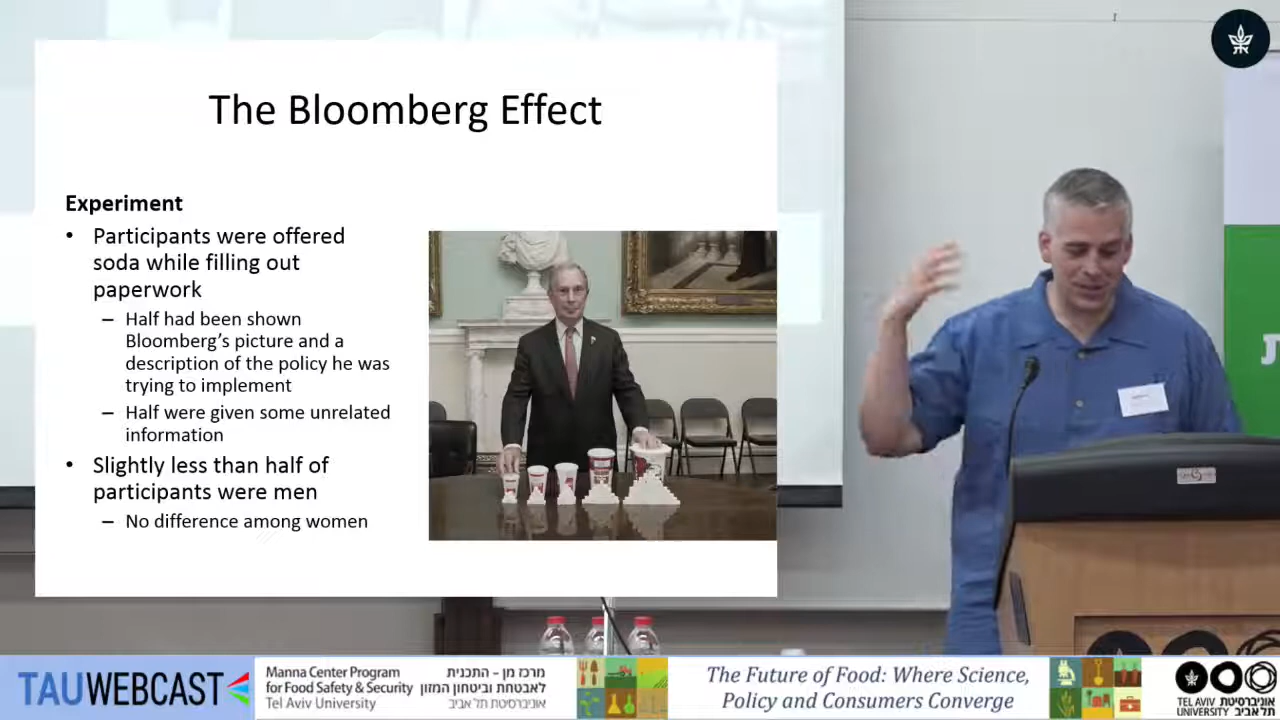 The Bloomberg Effect
Experiment
• Participants were offered
soda while filling out
paperwork
– Half had been shown
Bloomberg’s picture and a
description of the policy he was
trying to implement
– Half were given some unrelated
information
• Slightly less than half of
participants were men
– No difference among women
TAUWEBCAST
Manna Center Program
for Food Safety & Security
Tel Aviv University
מרכז מן – התכנית
לאבטחת וביטחון המזון
אוניברסיטת תל אביב
The Future of Food: Where Science,
Policy and Consumers Converge
TEL AVIV
UNIVERSITY
אוניברסיטת
תל אביב